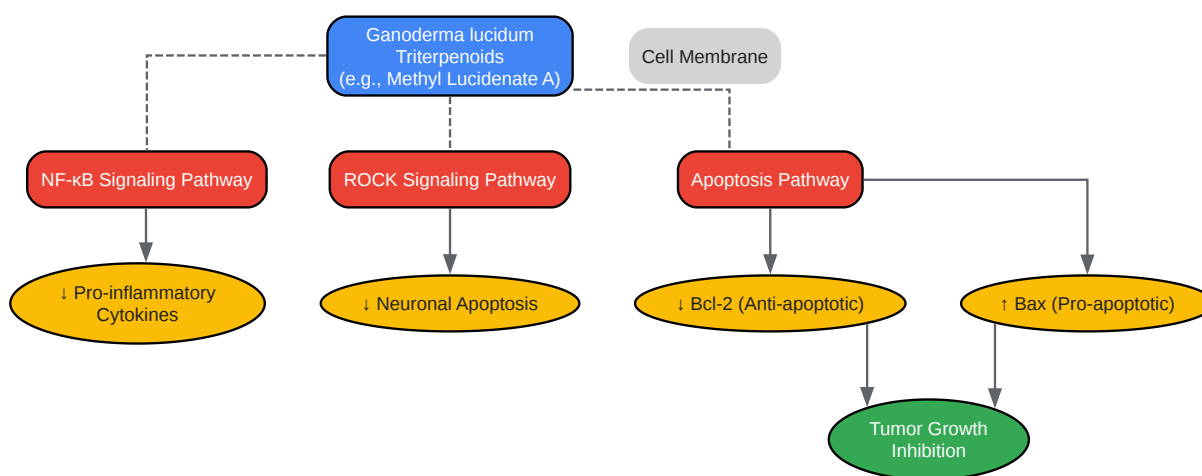 Ganoderma lucidum
Triterpenoids
(e.g., Methyl Lucidenate A)
Cell Membrane
NF-κB Signaling Pathway
ROCK Signaling Pathway
Apoptosis Pathway
↓ Pro-inflammatory
Cytokines
↓ Neuronal Apoptosis
↓ Bcl-2 (Anti-apoptotic)
↑ Bax (Pro-apoptotic)
Tumor Growth
Inhibition